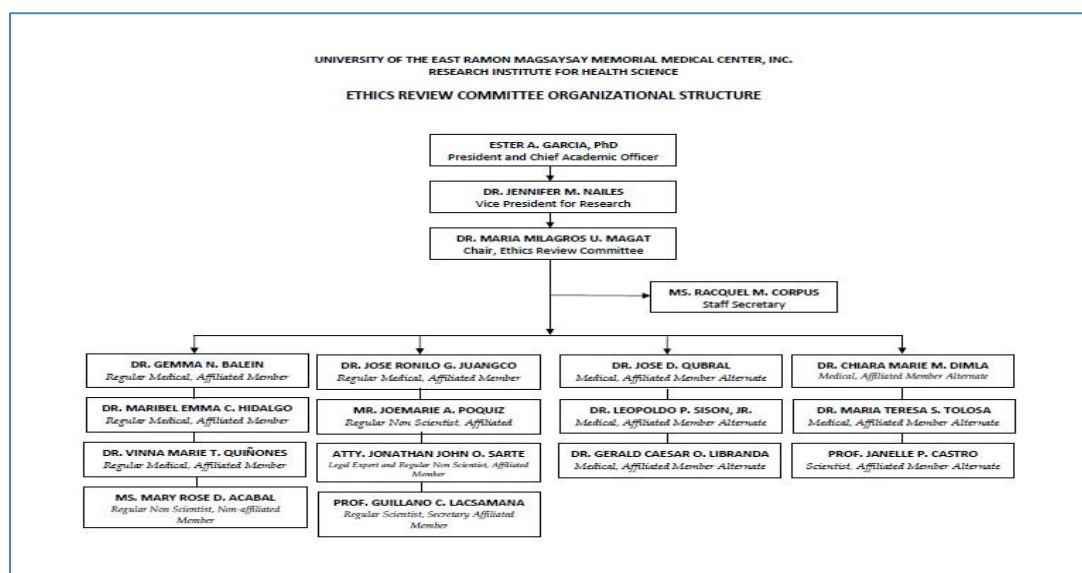 UNIVERSITY OF THE EAST RAMON MAGSAYSAY MEMORIAL MEDICAL CENTER, INC.
RESEARCH INSTITUTE FOR HEALTH SCIENCE
ETHICS REVIEW COMMITTEE ORGANIZATIONAL STRUCTURE
ESTER A. GARCIA, PhD
President and Chief Academic Officer
DR. JENNIFER M. NAILES
Vice President for Research
DR. MARIA MILAGROS U. MAGAT
Chair, Ethics Review Committee
MS. RACQUEL M. CORPUS
Staff Secretary
DR. GEMMA N. BALEIN
Regular Medical, Affiliated Member
DR. MARIBEL EMMA C. HIDALGO
Regular Medical, Affiliated Member
DR. VINNA MARIE T. QUIÑONES
Regular Medical, Affiliated Member
MS. MARY ROSE D. ACABAL
Regular Non Scientist, Non-affiliated
Member
DR. JOSE RONILO G. JUANGCO
Regular Medical, Affiliated Member
MR. JOEMARIE A. POQUIZ
Regular Non Scientist, Affiliated
ATTY. JONATHAN JOHN O. SARTE
Legal Expert and Regular Non Scientist, Affiliated
Member
PROF. GUILLANO C. LACSAMANA
Regular Scientist, Secretary Affiliated
Member
DR. JOSE D. QUBRAL
Medical, Affiliated Member Alternate
DR. LEOPOLDO P. SISON, JR.
Medical, Affiliated Member Alternate
DR. GERALD CAESAR O. LIBRANDA
Medical, Affiliated Member Alternate
DR. CHIARA MARIE M. DIMLA
Medical, Affiliated Member Alternate
DR. MARIA TERESA S. TOLOSA
Medical, Affiliated Member Alternate
PROF. JANELLE P. CASTRO
Scientist, Affiliated Member Alternate